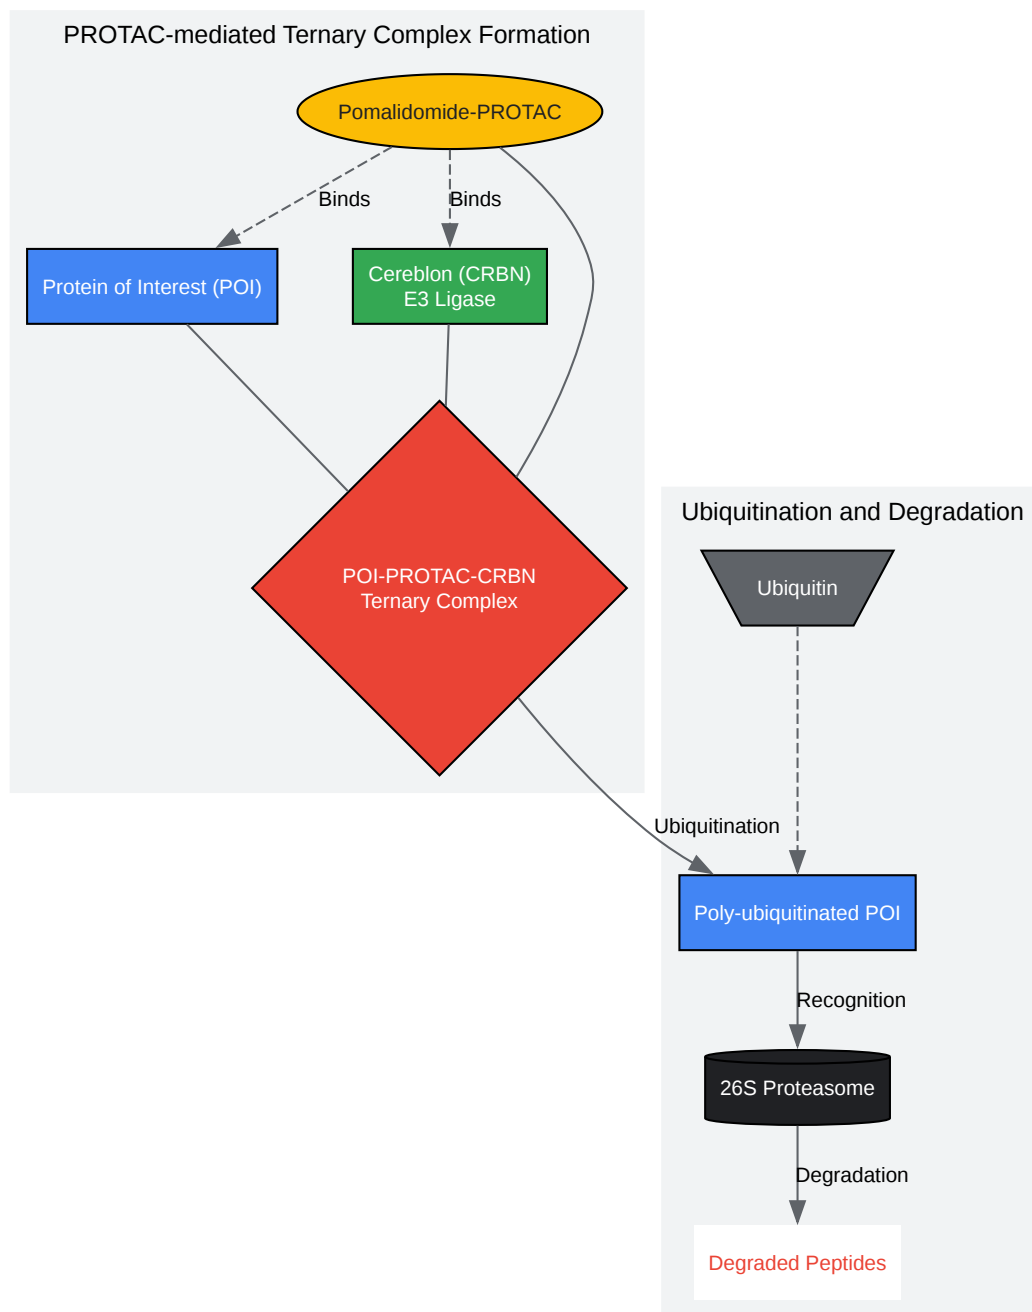 PROTAC-mediated Ternary Complex Formation
Pomalidomide-PROTAC
Binds
Binds
Protein of Interest (POI)
Cereblon (CRBN)
E3 Ligase
POI-PROTAC-CRBN
Ternary Complex
Ubiquitination and Degradation
Ubiquitin
Ubiquitination
Poly-ubiquitinated POI
Recognition
26S Proteasome
Degradation
Degraded Peptides